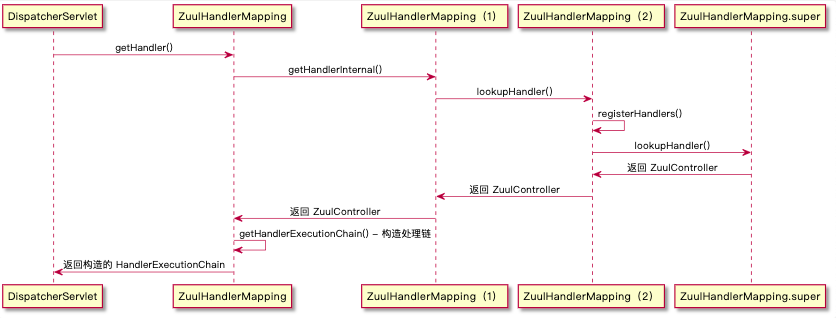 DispatcherServlet
ZuulHandlerMapping
ZuulHandlerMapping（1）
ZuulHandlerMapping（2）
ZuulHandlerMapping.super
getHandler()
getHandlerInternal()
lookupHandler()
registerHandlers()
lookupHandler()
返回 ZuulController
返回 ZuulController
返回 ZuulController
getHandlerExecutionChain() – 构造处理链
返回构造的 HandlerExecutionChain
DispatcherServlet
ZuulHandlerMapping
ZuulHandlerMapping（1）
ZuulHandlerMapping（2）
ZuulHandlerMapping.super